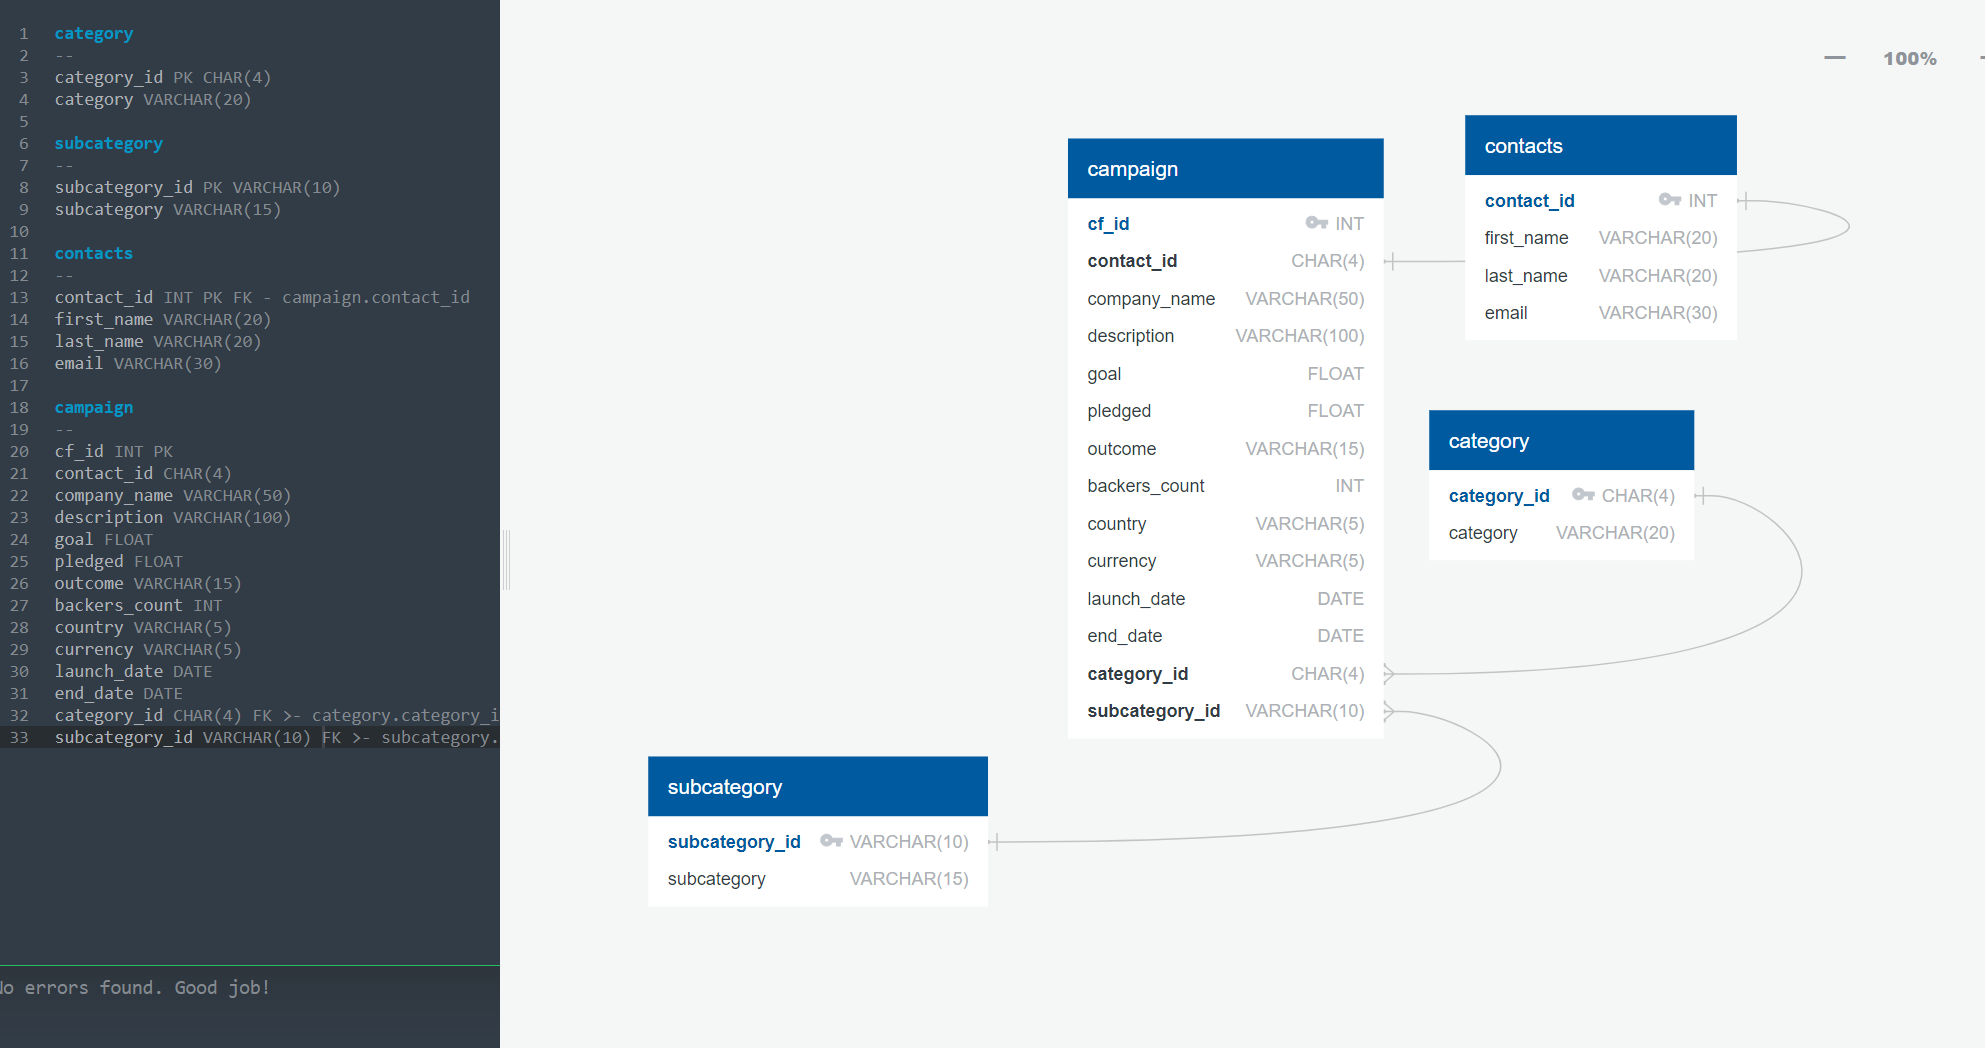 1 category
2 --
3 category_id PK CHAR(4)
4 category VARCHAR(20)
5
6 subcategory
7 --
8 subcategory_id PK VARCHAR(10)
9 subcategory VARCHAR(15)
10
11 contacts
12 --
13 contact_id INT PK FK - campaign.contact_id
14 first_name VARCHAR(20)
15 last_name VARCHAR(20)
16 email VARCHAR(30)
17
18 campaign
19 --
20 cf_id INT PK
21 contact_id CHAR(4)
22 company_name VARCHAR(50)
23 description VARCHAR(100)
24 goal FLOAT
25 pledged FLOAT
26 outcome VARCHAR(15)
27 backers_count INT
28 country VARCHAR(5)
29 currency VARCHAR(5)
30 launch_date DATE
31 end_date DATE
32 category_id CHAR(4) FK >- category.category_i
33 subcategory_id VARCHAR(10) FK >- subcategory.
No errors found. Good job!
100%
campaign
cf_id INT
contact_id CHAR(4)
company_name VARCHAR(50)
description VARCHAR(100)
goal FLOAT
pledged FLOAT
outcome VARCHAR(15)
backers_count INT
country VARCHAR(5)
currency VARCHAR(5)
launch_date DATE
end_date DATE
category_id CHAR(4)
subcategory_id VARCHAR(10)
contacts
contact_id INT
first_name VARCHAR(20)
last_name VARCHAR(20)
email VARCHAR(30)
category
category_id CHAR(4)
category VARCHAR(20)
subcategory
subcategory_id VARCHAR(10)
subcategory VARCHAR(15)